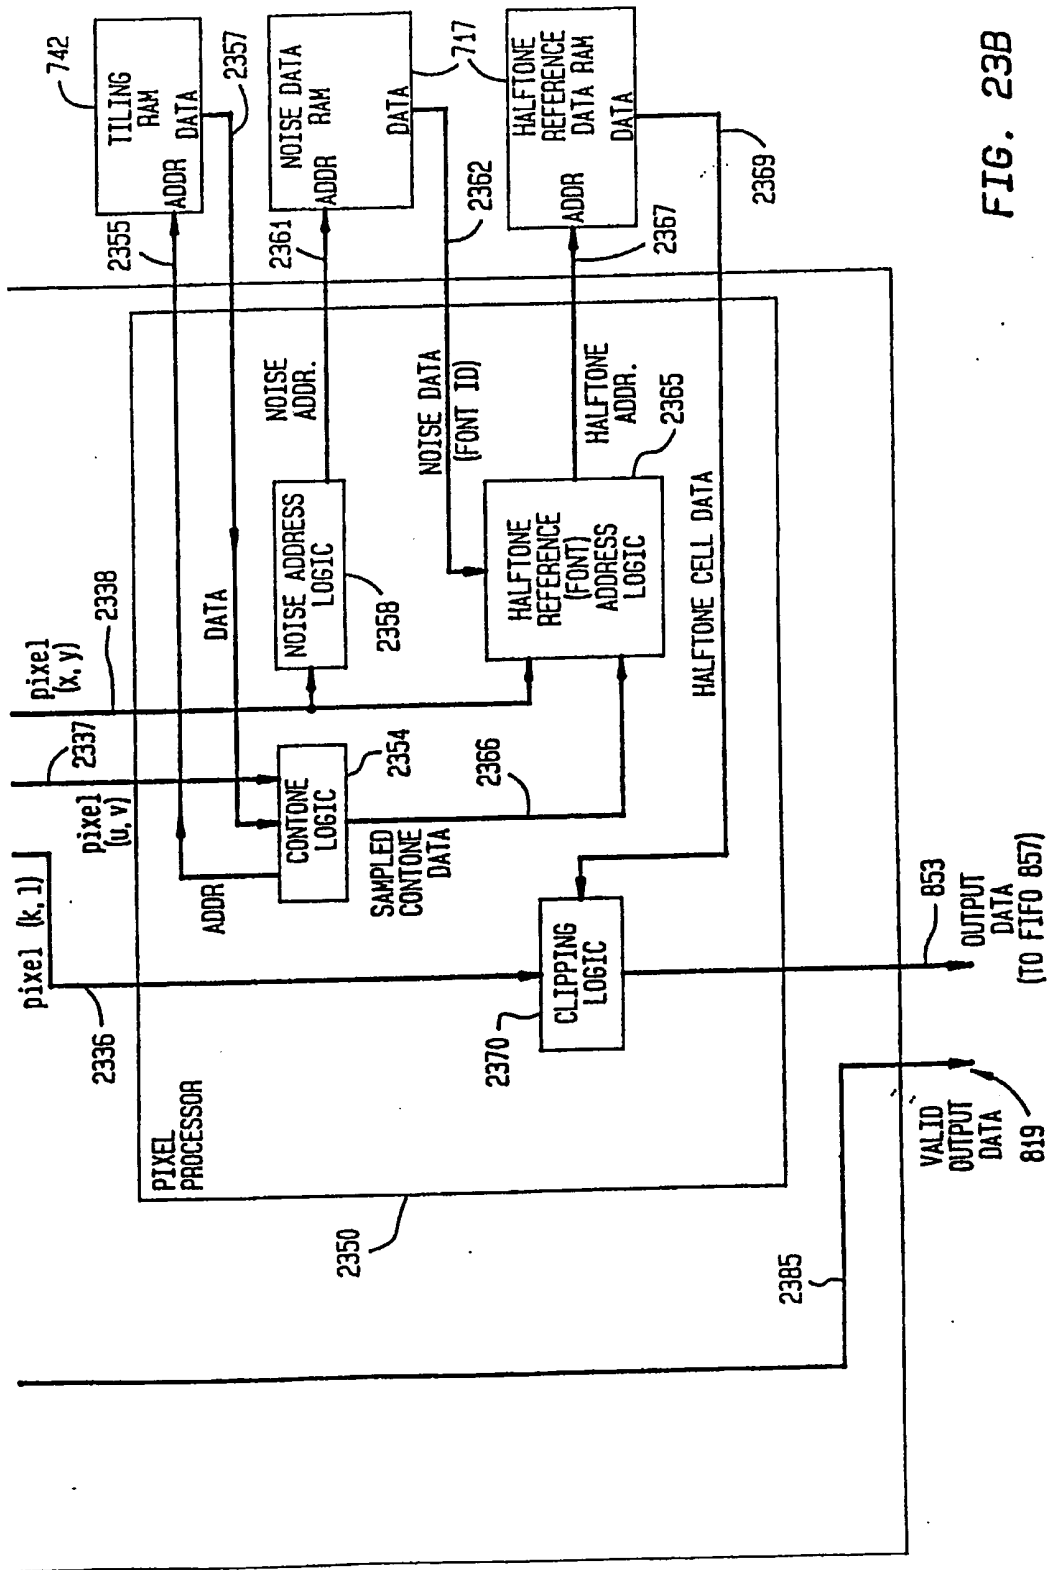 2385
VALID
OUTPUT
DATA
819
2350
PIXEL
PROCESSOR
2336
pixel (k, l)
2370
CLIPPING
LOGIC
853
OUTPUT
DATA
(TO FIFO 857)
pixel
(u, v)
2337
ADDR
CONTONE
LOGIC
2354
SAMPLED
CONTONE
DATA
2366
pixel
(x, y)
2338
DATA
NOISE ADDRESS
LOGIC
2358
HALFTONE
REFERENCE
(FONT)
ADDRESS
LOGIC
2365
HALFTONE CELL DATA
NOISE
ADDR.
NOISE DATA
(FONT ID)
HALFTONE
ADDR.
2355
2357
2361
2362
2367
2369
742
TILING
RAM
ADDR
DATA
NOISE DATA
RAM
ADDR
DATA
717
HALFTONE
REFERENCE
DATA RAM
ADDR
DATA
FIG. 23B